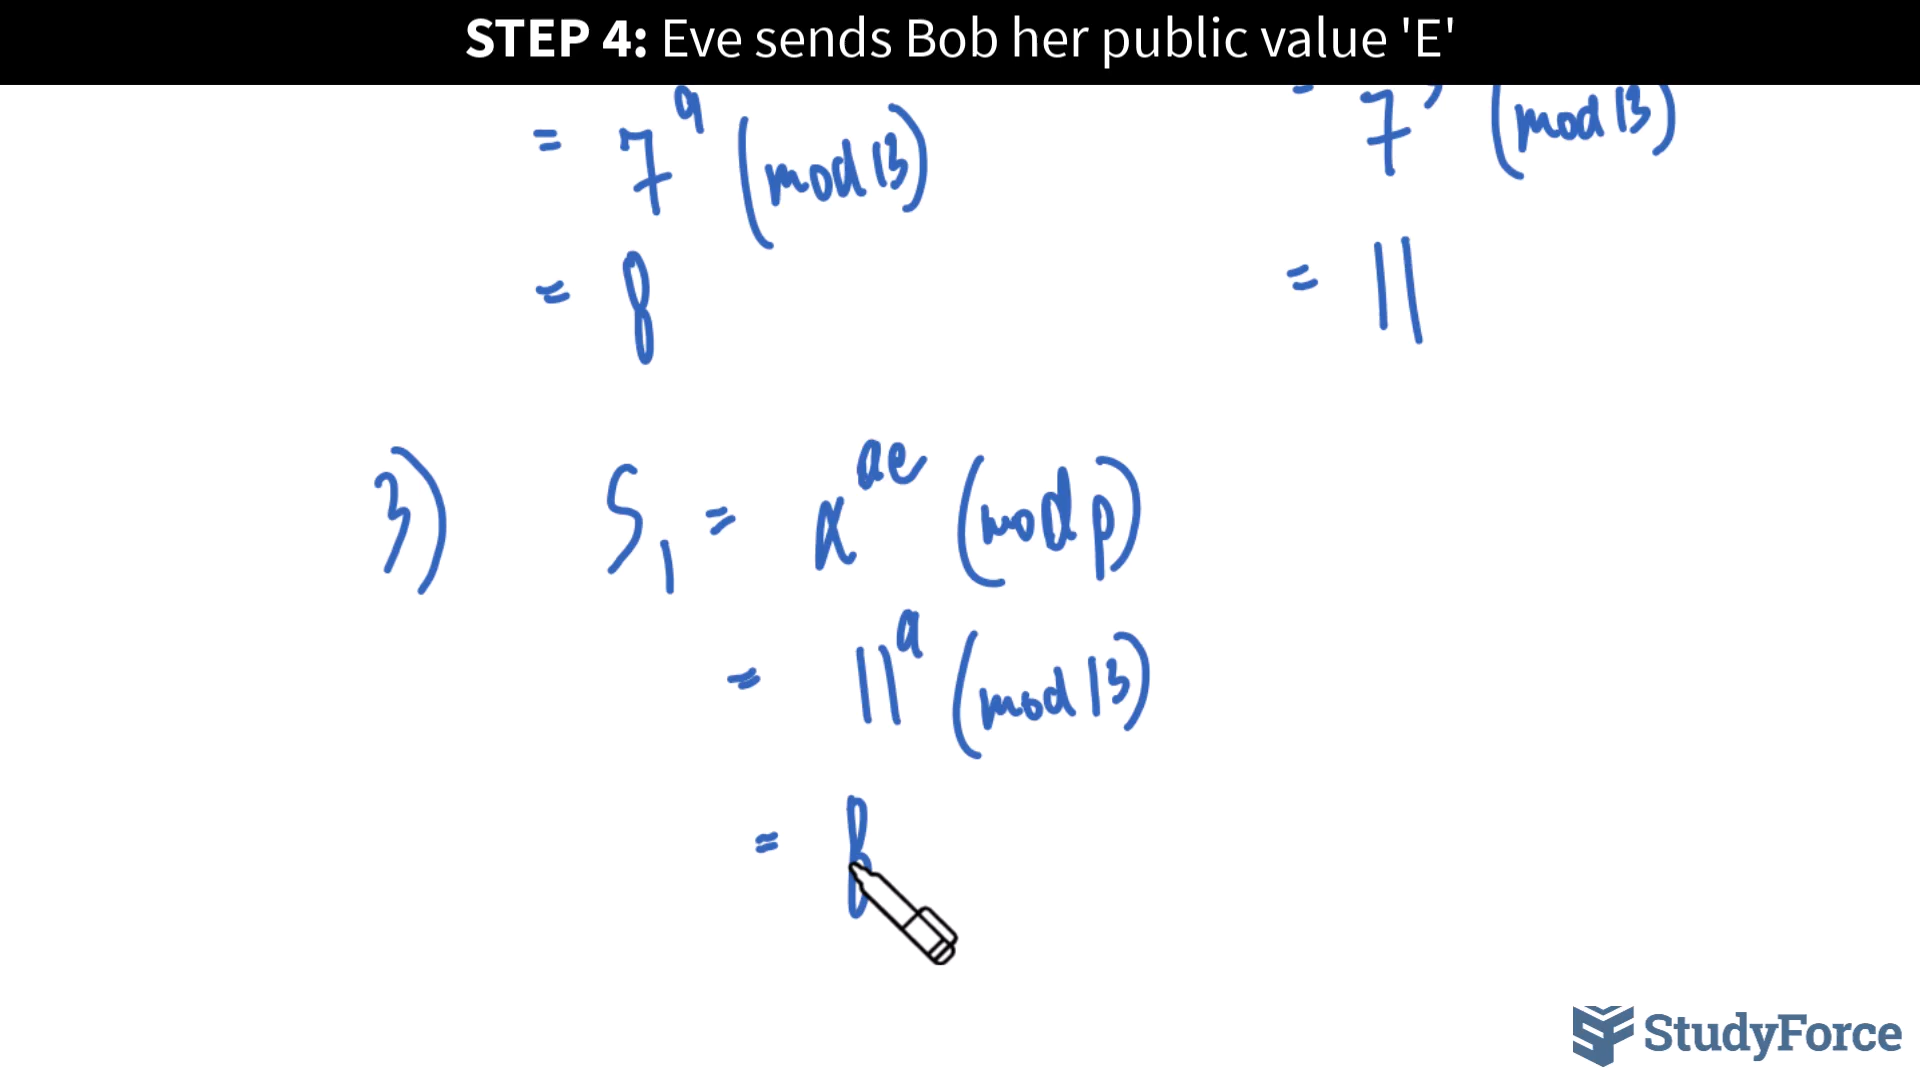 STEP 4: Eve sends Bob her public value 'E'
= 7^9 (mod 13)
= 7 (mod 13)
= 8
= 11
3) S₁ = α^ae (mod p)
= 11^9 (mod 13)
= 8
StudyForce